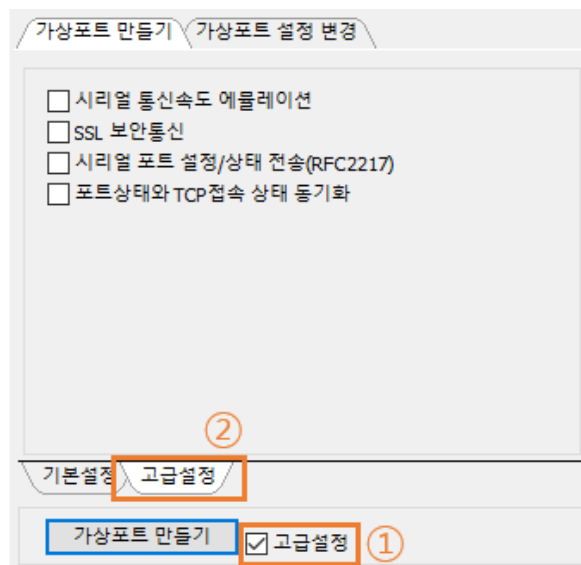 가상포트 만들기 가상포트 설정 변경
시리얼 통신속도 에뮬레이션
SSL 보안통신
시리얼 포트 설정/상태 전송(RFC2217)
포트상태와 TCP접속 상태 동기화
②
기본설정 고급설정
가상포트 만들기 고급설정 ①